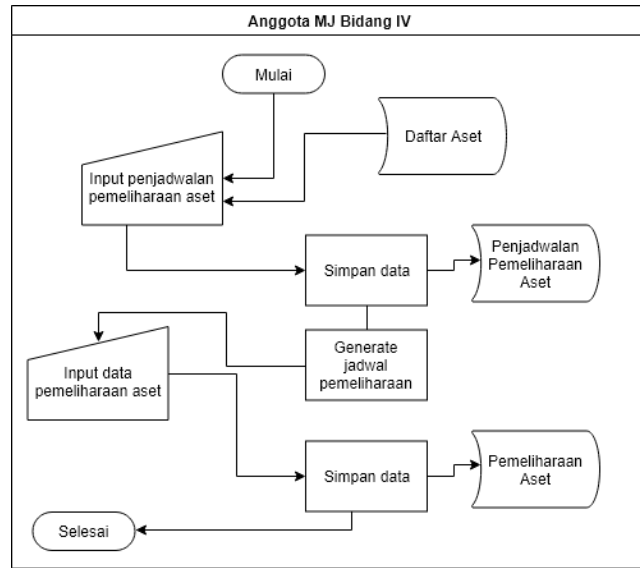 Anggota MJ Bidang IV
Mulai
Daftar Aset
Input penjadwalan
pemeliharaan aset
Simpan data
Penjadwalan
Pemeliharaan
Aset
Generate
jadwal
pemeliharaan
Input data
pemeliharaan aset
Simpan data
Pemeliharaan
Aset
Selesai